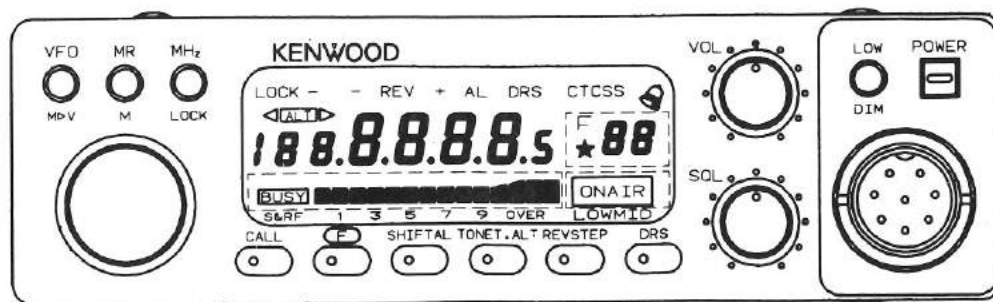 VFO MR MHz
M▷V M LOCK
KENWOOD
LOCK - - REV + AL DRS CTCSS
◁ALT▷
188.8.8.8.8.5
F
★88
BUSY
ON AIR
S&RF 1 3 5 7 9 OVER LOWMID
CALL F SHIFTAL TONET.ALT REVSTEP DRS
VOL
SQL
LOW POWER
DIM